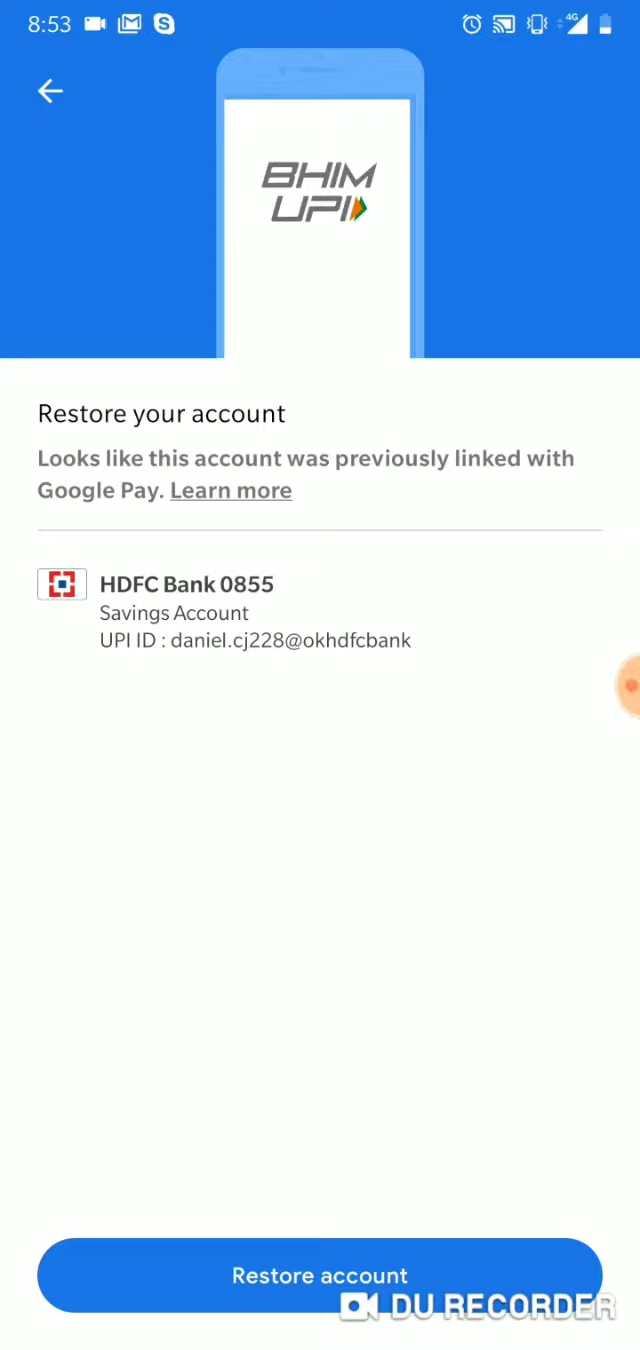 8:53
4G
BHIM
UPI
Restore your account
Looks like this account was previously linked with
Google Pay. Learn more
HDFC Bank 0855
Savings Account
UPI ID : daniel.cj228@okhdfcbank
Restore account
DU RECORDER